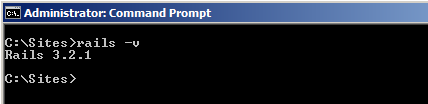 Administrator: Command Prompt
C:\Sites>rails -v
Rails 3.2.1
C:\Sites>